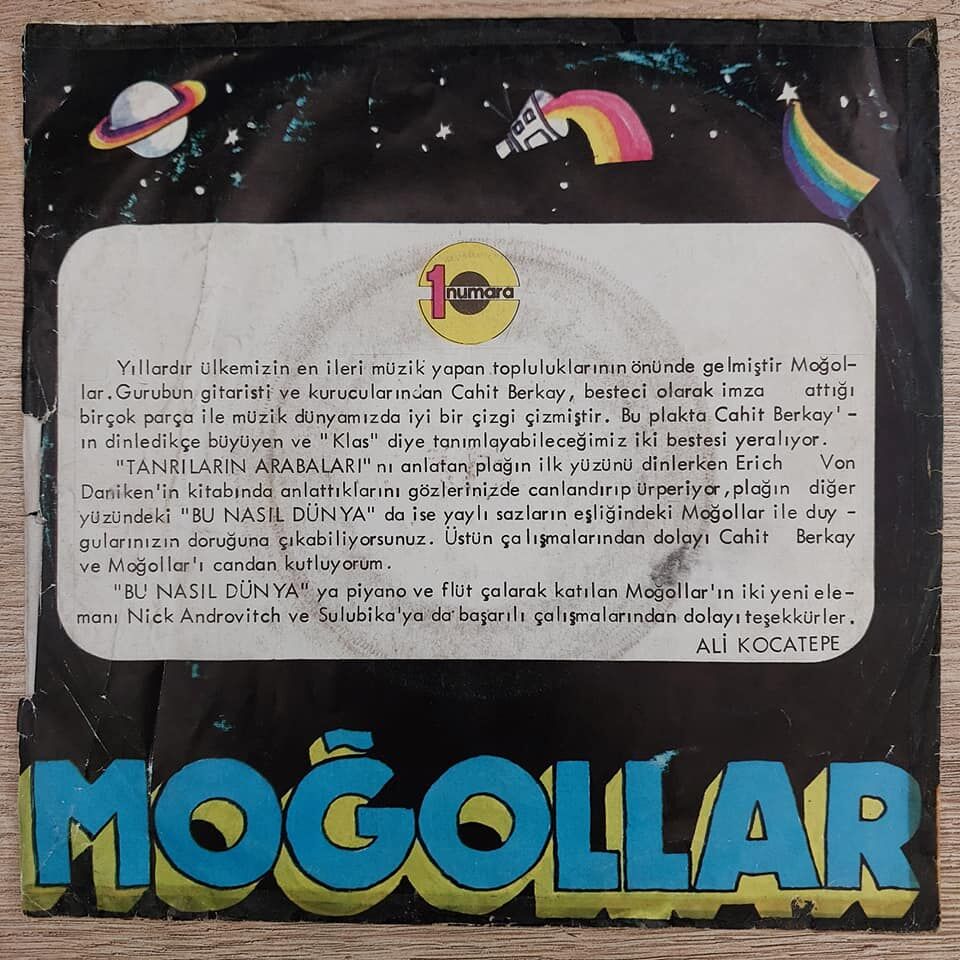 1 numara
Yıllardır ülkemizin en ileri müzik yapan topluluklarının önünde gelmiştir Moğol-
lar. Gurubun gitaristi ve kurucularından Cahit Berkay, besteci olarak imza attığı
birçok parça ile müzik dünyamızda iyi bir çizgi çizmiştir. Bu plakta Cahit Berkay' -
ın dinledikçe büyüyen ve "Klas" diye tanımlayabileceğimiz iki bestesi yeralıyor.
"TANRILARIN ARABALARI" nı anlatan plağın ilk yüzünü dinlerken Erich Von
Daniken'in kitabında anlattıklarını gözlerinizde canlandırıp ürperiyor, plağın diğer
yüzündeki "BU NASIL DÜNYA" da ise yaylı sazların eşliğindeki Moğollar ile duy -
gularınızın doruğuna çıkabiliyorsunuz. Üstün çalışmalarından dolayı Cahit Berkay
ve Moğollar'ı candan kutluyorum.
"BU NASIL DÜNYA" ya piyano ve flüt çalarak katılan Moğollar'ın iki yeni ele-
manı Nick Androvitch ve Sulubika'ya da başarılı çalışmalarından dolayı teşekkürler.
ALİ KOCATEPE
MOĞOLLAR